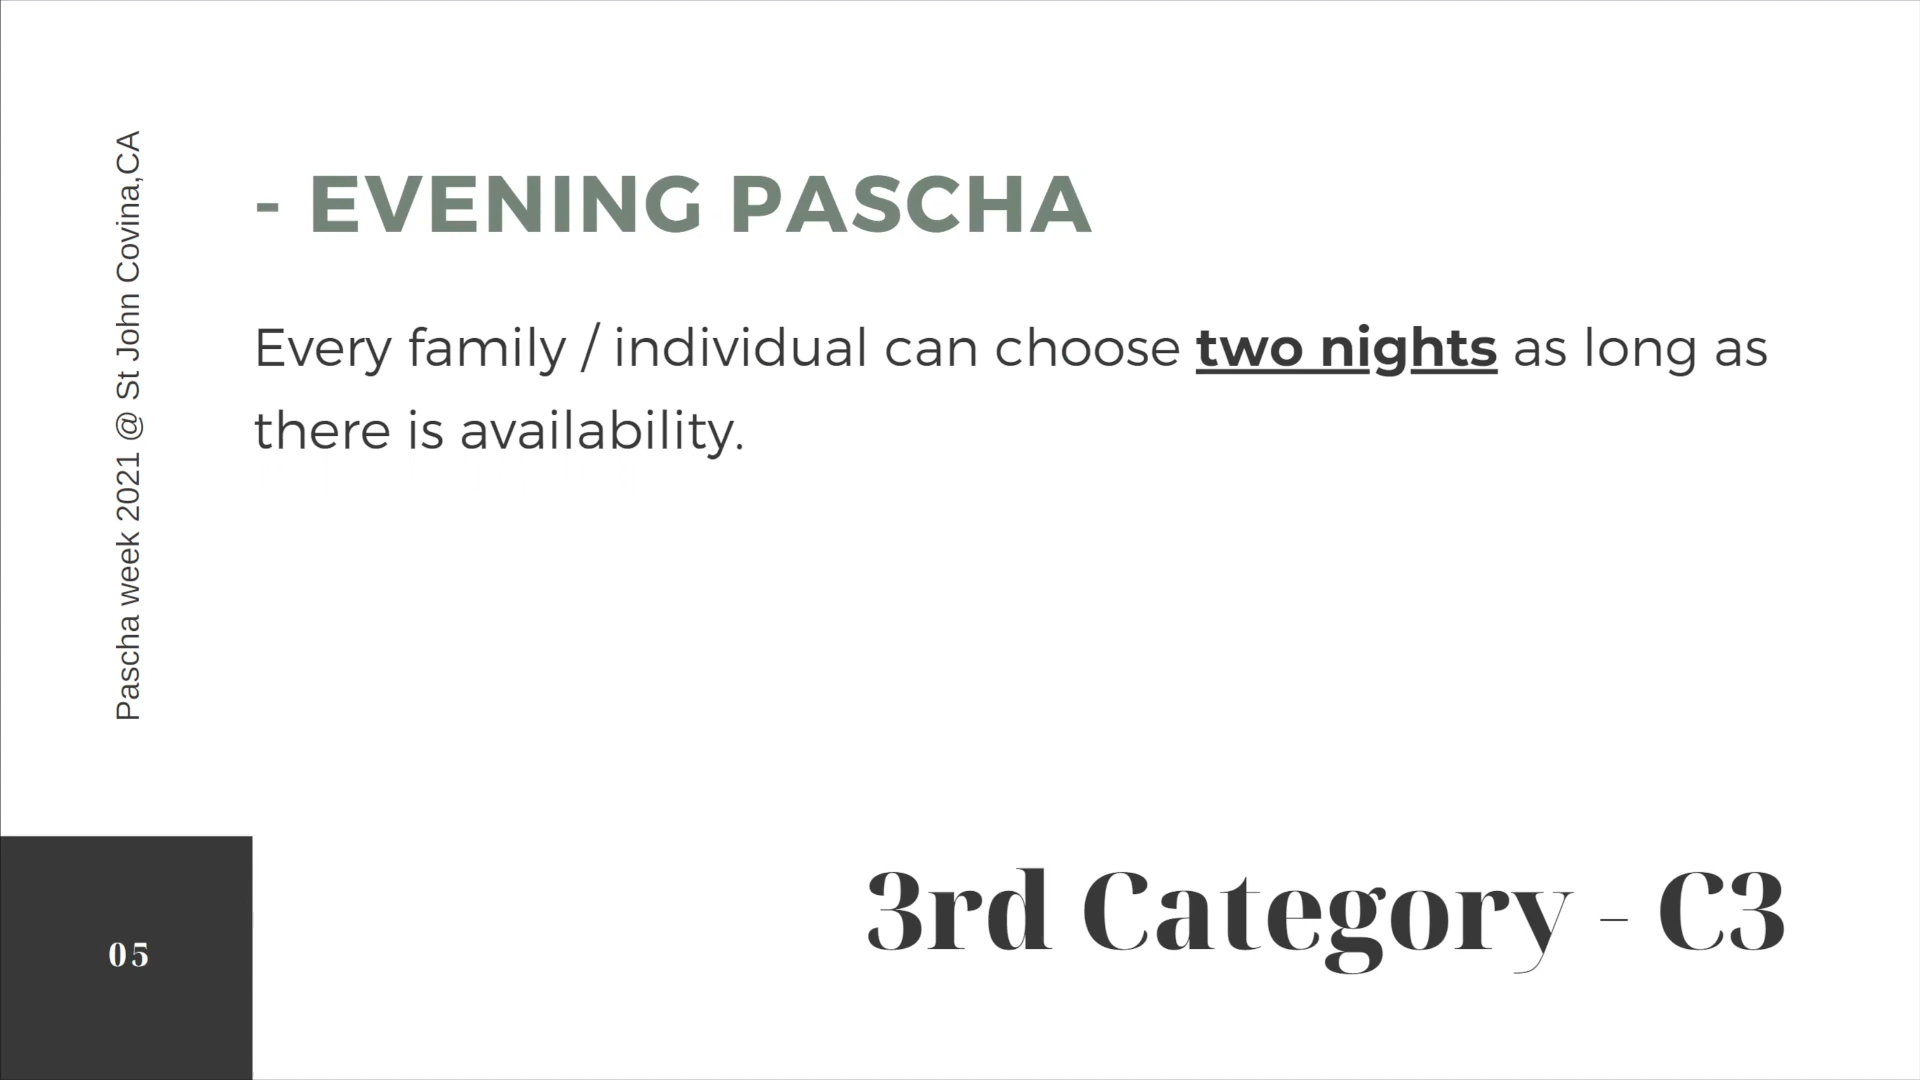 Pascha week 2021 @ St John Covina,CA
- EVENING PASCHA
Every family / individual can choose two nights as long as
there is availability.
3rd Category - C3
05